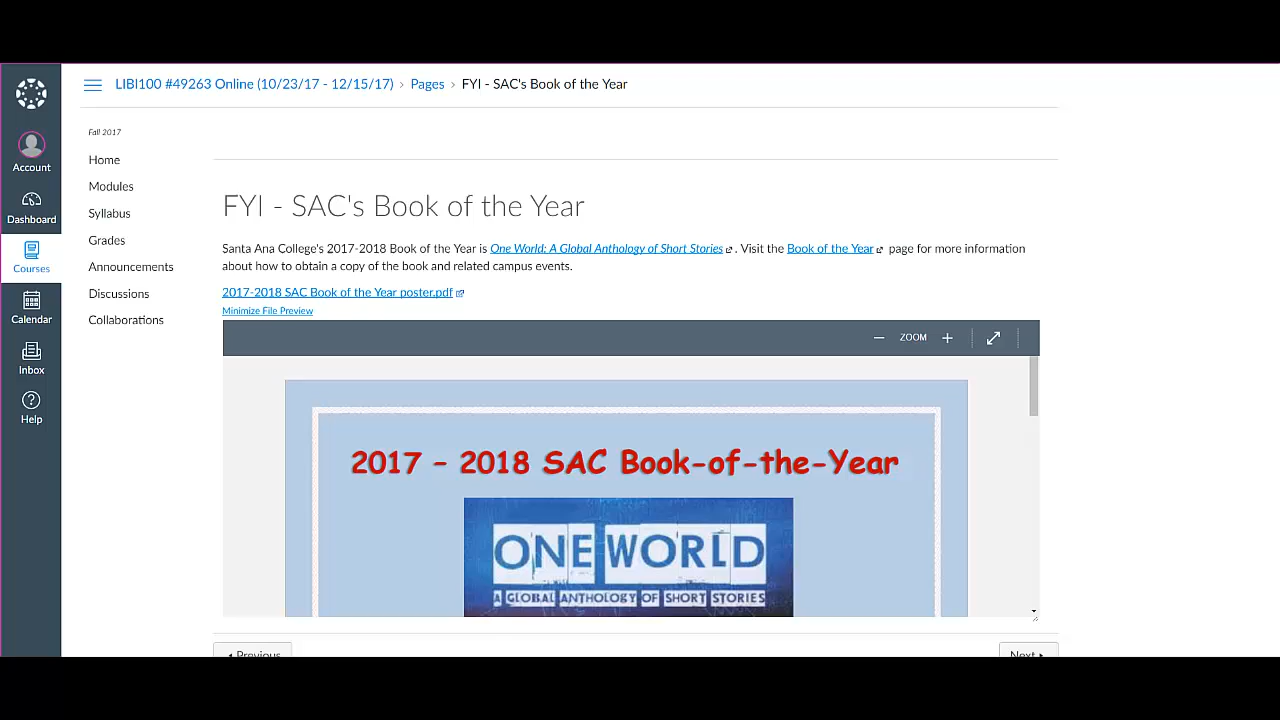 LIBI100 #49263 Online (10/23/17 - 12/15/17) › Pages › FYI - SAC's Book of the Year
Account
Dashboard
Courses
Calendar
Inbox
Help
Fall 2017
Home
Modules
Syllabus
Grades
Announcements
Discussions
Collaborations
FYI - SAC's Book of the Year
Santa Ana College's 2017-2018 Book of the Year is One World: A Global Anthology of Short Stories. Visit the Book of the Year page for more information
about how to obtain a copy of the book and related campus events.
2017-2018 SAC Book of the Year poster.pdf
Minimize File Preview
ZOOM
2017 - 2018 SAC Book-of-the-Year
ONE WORLD
A GLOBAL ANTHOLOGY OF SHORT STORIES
Previous
Next